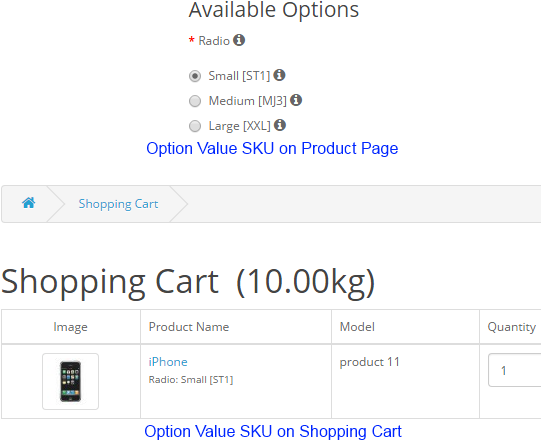 Available Options
* Radio
Small [ST1]
Medium [MJ3]
Large [XXL]
Option Value SKU on Product Page
Shopping Cart
Shopping Cart (10.00kg)
Image Product Name Model Quantity
iPhone product 11 1
Radio: Small [ST1]
Option Value SKU on Shopping Cart